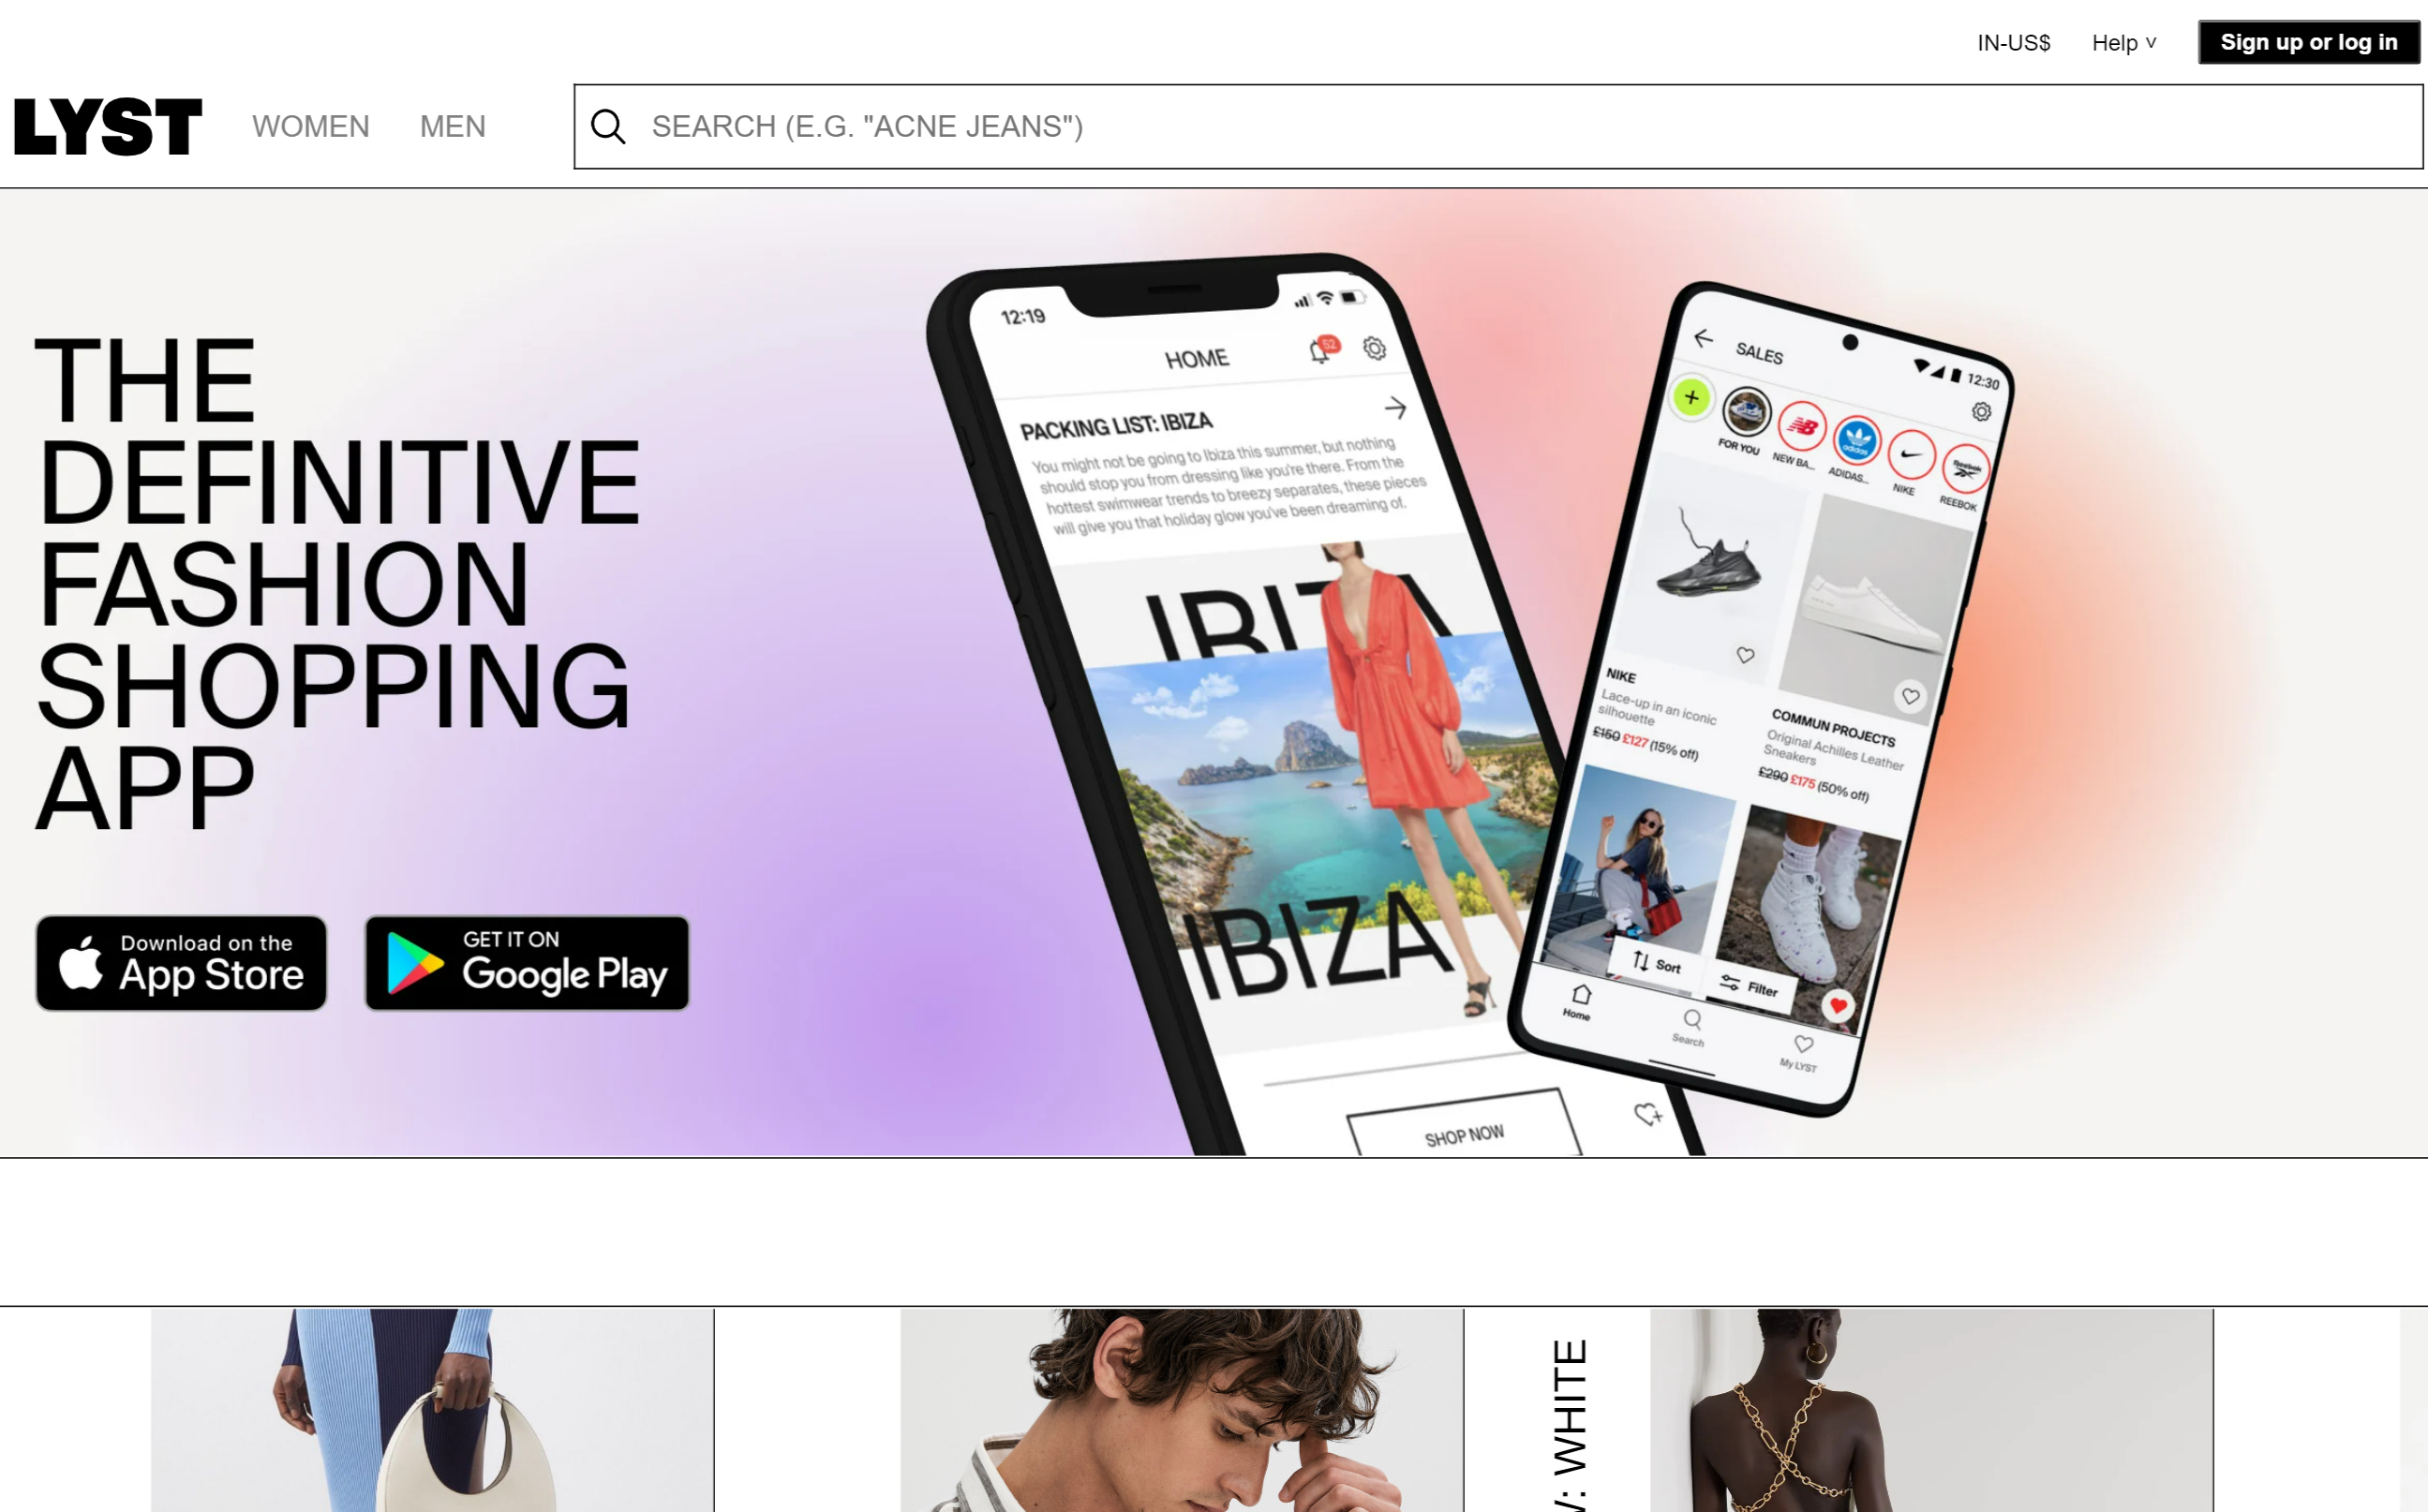 IN-US$ Help v Sign up or log in
LYST WOMEN MEN SEARCH (E.G. "ACNE JEANS")
THE
DEFINITIVE
FASHION
SHOPPING
APP
Download on the
App Store
GET IT ON
Google Play
12:19
HOME
52
PACKING LIST: IBIZA
You might not be going to Ibiza this summer, but nothing
should stop you from dressing like you're there. From the
hottest swimwear trends to breezy separates, these pieces
will give you that holiday glow you've been dreaming of.
IBIZA
IBIZA
SHOP NOW
SALES
12:30
FOR YOU NEW BA... ADIDAS... NIKE REEBOK
adidas
Reebok
NIKE
Lace-up in an iconic
silhouette
£150 £127 (15% off)
COMMUN PROJECTS
Original Achilles Leather
Sneakers
£290 £175 (50% off)
Sort
Filter
Home
Search
My LYST
: WHITE